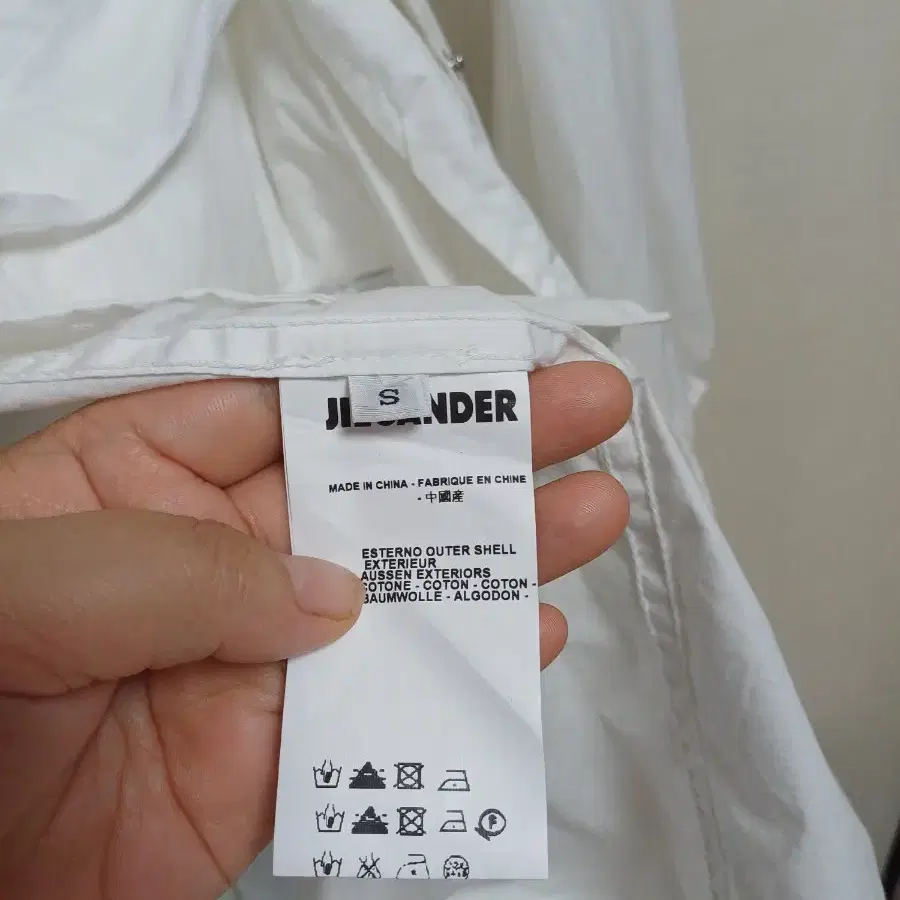 S
JIL SANDER
MADE IN CHINA - FABRIQUE EN CHINE
- 中國産
ESTERNO OUTER SHELL
EXTERIEUR
AUSSEN EXTERIORS
COTONE - COTON - COTON -
BAUMWOLLE - ALGODON -
F